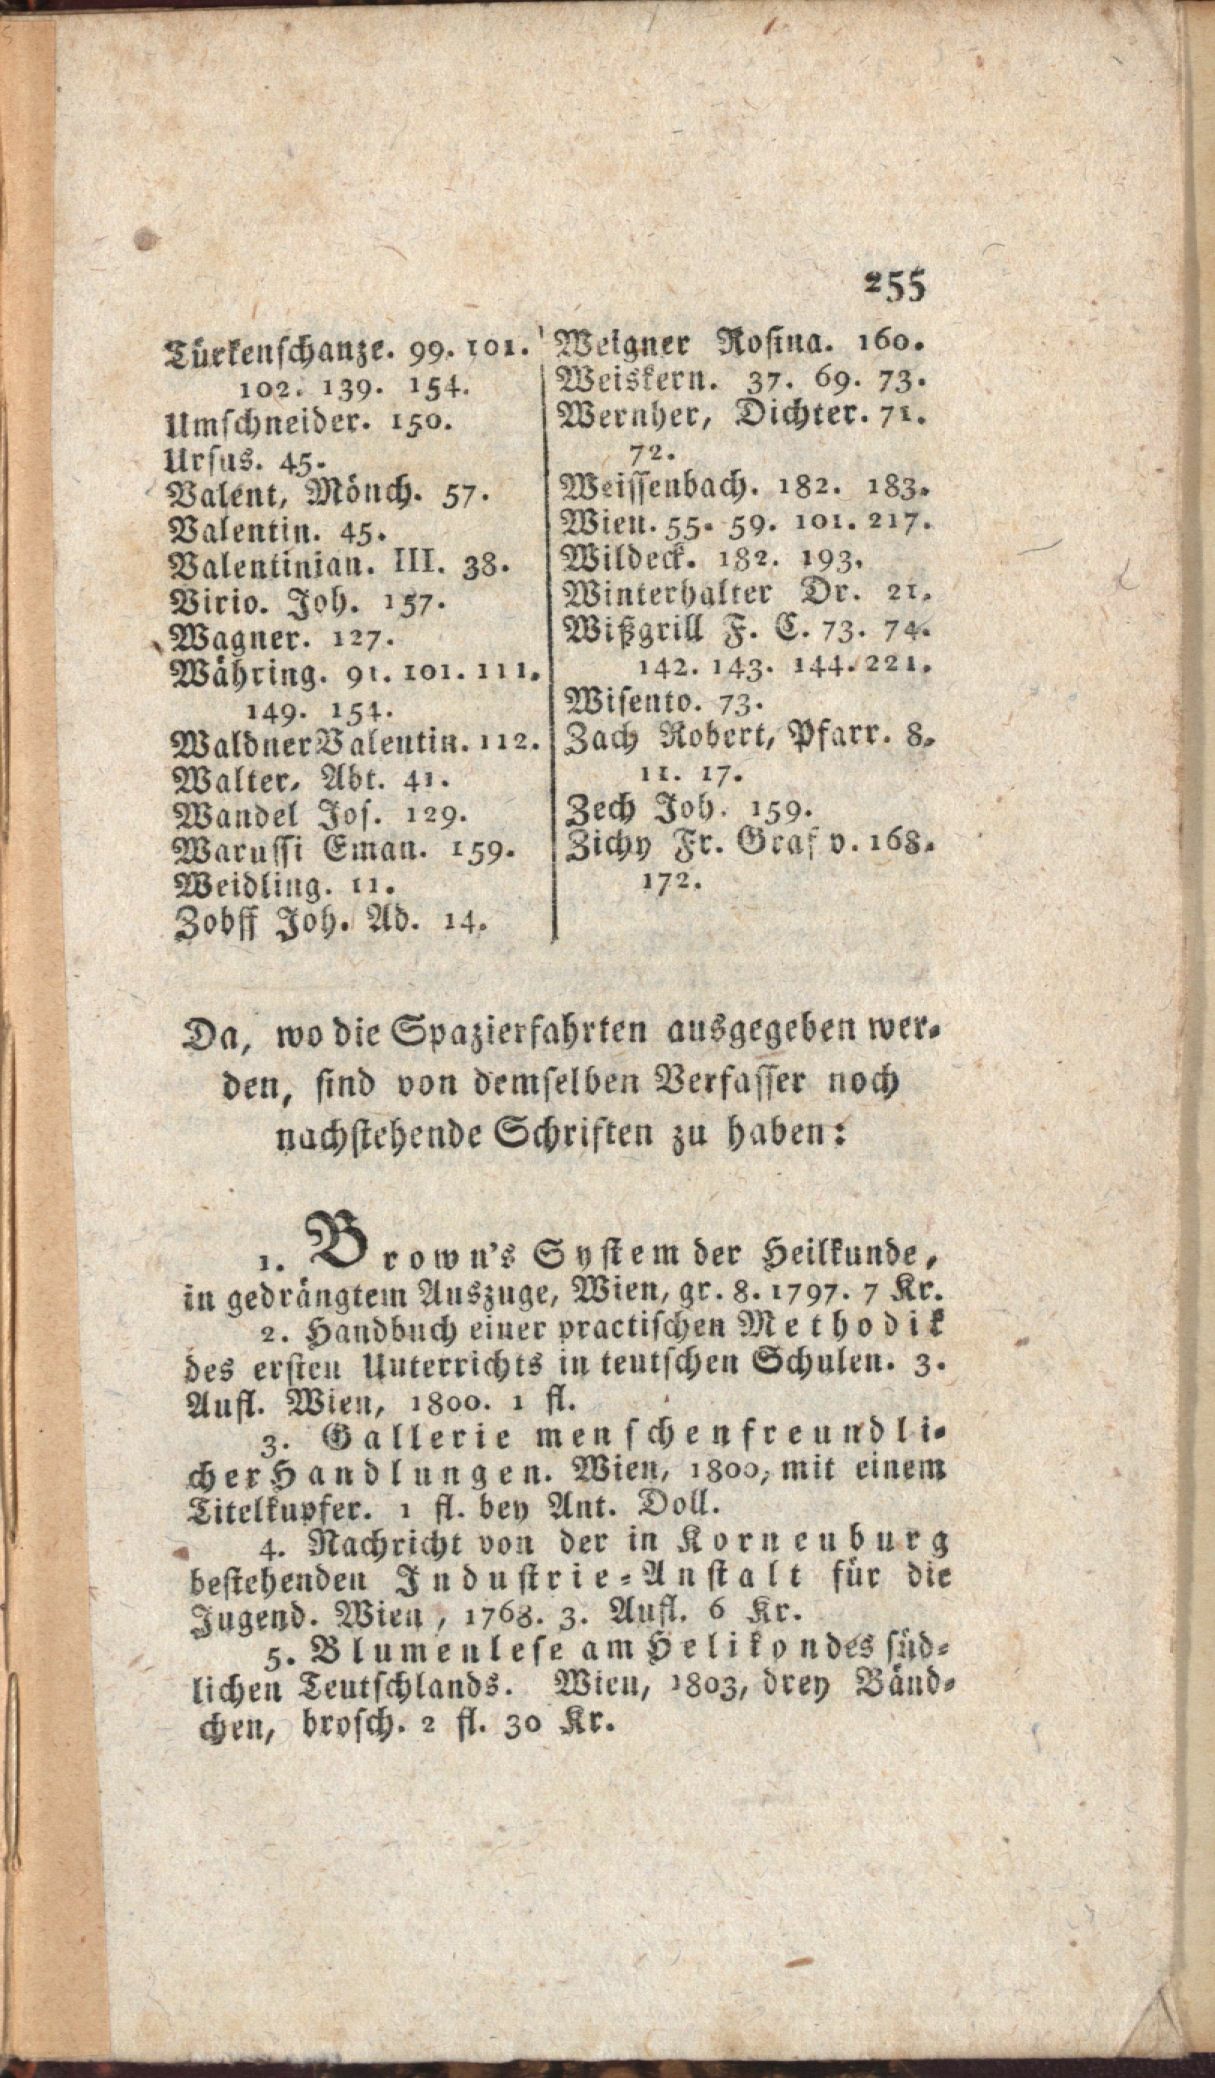 255
Türkenschanze. 99. 101.
102. 139. 154.
Umschneider. 150.
Ursus. 45.
Valent, Mönch. 57.
Valentin. 45.
Valentinian. III. 38.
Virio. Joh. 157.
Wagner. 127.
Währing. 91. 101. 111.
149. 154.
Waldner Valentin. 112.
Walter, Abt. 41.
Wandel Jos. 129.
Warussi Eman. 159.
Weidling. 11.
Zobff Joh. Ad. 14.
Weigner Rosina. 160.
Weiskern. 37. 69. 73.
Wernher, Dichter. 71.
72.
Weissenbach. 182. 183.
Wien. 55. 59. 101. 217.
Wildeck. 182. 193.
Winterhalter Dr. 21.
Wißgrill F. C. 73. 74.
142. 143. 144. 221.
Wisento. 73.
Zach Robert, Pfarr. 8.
11. 17.
Zech Joh. 159.
Zichy Fr. Graf v. 168.
172.
Da, wo die Spazierfahrten ausgegeben wer-
den, sind von demselben Verfasser noch
nachstehende Schriften zu haben:
1. Brown's System der Heilkunde,
in gedrängtem Auszuge, Wien, gr. 8. 1797. 7 Kr.
2. Handbuch einer practischen Methodik
des ersten Unterrichts in teutschen Schulen. 3.
Aufl. Wien, 1800. 1 fl.
3. Gallerie menschenfreundli-
cher Handlungen. Wien, 1800, mit einem
Titelkupfer. 1 fl. bey Ant. Doll.
4. Nachricht von der in Korneuburg
bestehenden Industrie-Anstalt für die
Jugend. Wien, 1768. 3. Aufl. 6 Kr.
5. Blumenlese am Helikon des süd-
lichen Teutschlands. Wien, 1803, drey Bänd-
chen, brosch. 2 fl. 30 Kr.